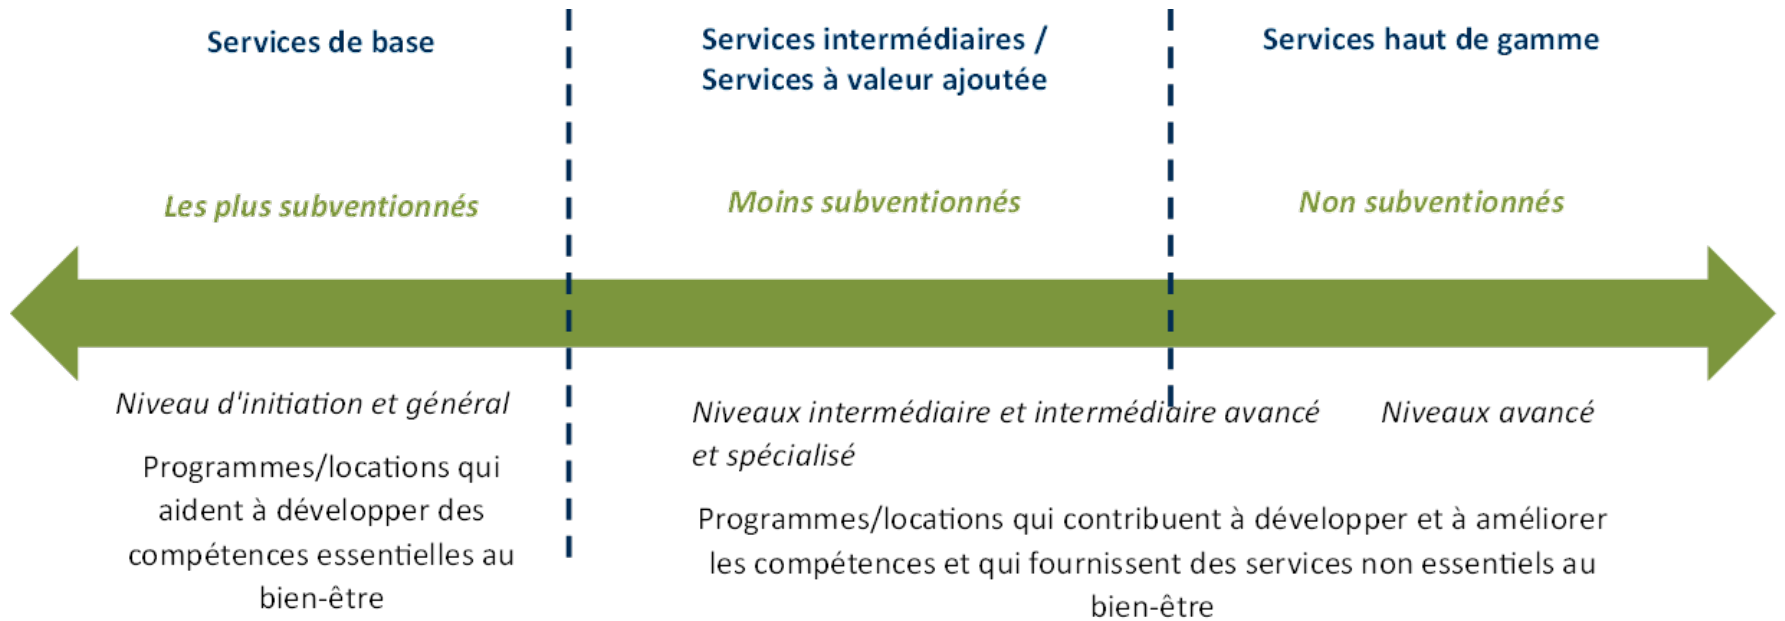 Services de base
Services intermédiaires /
Services à valeur ajoutée
Services haut de gamme
Les plus subventionnés
Moins subventionnés
Non subventionnés
Niveau d'initiation et général
Programmes/locations qui
aident à développer des
compétences essentielles au
bien-être
Niveaux intermédiaire et intermédiaire avancé
et spécialisé
Niveaux avancé
Programmes/locations qui contribuent à développer et à améliorer
les compétences et qui fournissent des services non essentiels au
bien-être